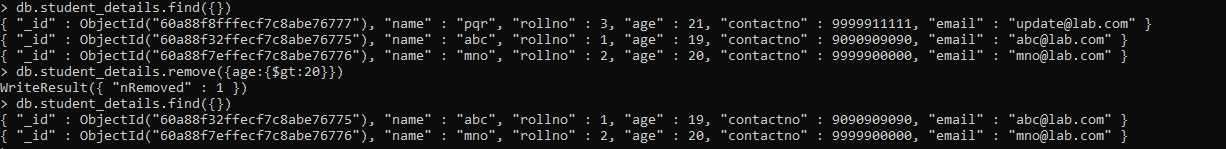 > db.student_details.find({})
{ "_id" : ObjectId("60a88f8fffecf7c8abe76777"), "name" : "pqr", "rollno" : 3, "age" : 21, "contactno" : 9999911111, "email" : "update@lab.com" }
{ "_id" : ObjectId("60a88f32ffecf7c8abe76775"), "name" : "abc", "rollno" : 1, "age" : 19, "contactno" : 9090909090, "email" : "abc@lab.com" }
{ "_id" : ObjectId("60a88f7effecf7c8abe76776"), "name" : "mno", "rollno" : 2, "age" : 20, "contactno" : 9999900000, "email" : "mno@lab.com" }
> db.student_details.remove({age:{$gt:20}})
WriteResult({ "nRemoved" : 1 })
> db.student_details.find({})
{ "_id" : ObjectId("60a88f32ffecf7c8abe76775"), "name" : "abc", "rollno" : 1, "age" : 19, "contactno" : 9090909090, "email" : "abc@lab.com" }
{ "_id" : ObjectId("60a88f7effecf7c8abe76776"), "name" : "mno", "rollno" : 2, "age" : 20, "contactno" : 9999900000, "email" : "mno@lab.com" }